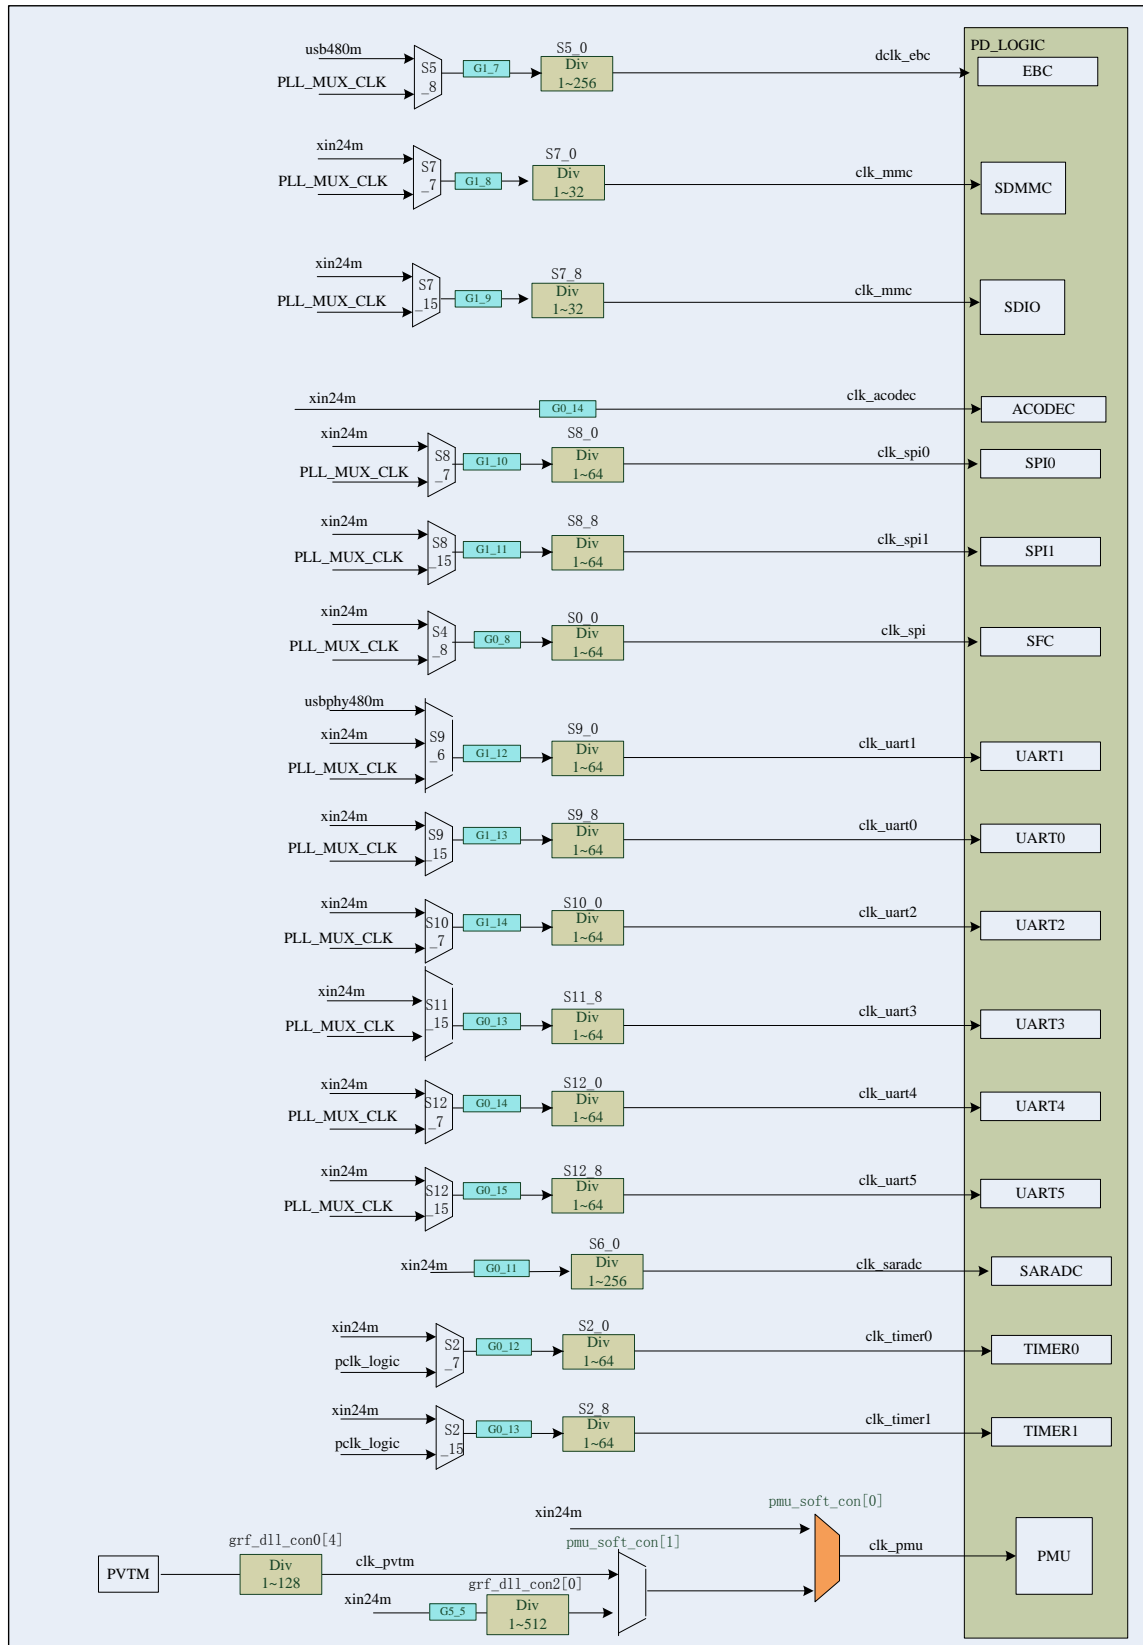 PD_LOGIC
usb480m
PLL_MUX_CLK
S5
_8
G1_7
S5_0
Div
1~256
dclk_ebc
EBC
xin24m
PLL_MUX_CLK
S7
_7
G1_8
S7_0
Div
1~32
clk_mmc
SDMMC
xin24m
PLL_MUX_CLK
S7
_15
G1_9
S7_8
Div
1~32
clk_mmc
SDIO
xin24m
G0_14
clk_acodec
ACODEC
xin24m
PLL_MUX_CLK
S8
_7
G1_10
S8_0
Div
1~64
clk_spi0
SPI0
xin24m
PLL_MUX_CLK
S8
_15
G1_11
S8_8
Div
1~64
clk_spi1
SPI1
xin24m
PLL_MUX_CLK
S4
_8
G0_8
S0_0
Div
1~64
clk_spi
SFC
usbphy480m
xin24m
PLL_MUX_CLK
S9
_6
G1_12
S9_0
Div
1~64
clk_uart1
UART1
xin24m
PLL_MUX_CLK
S9
_15
G1_13
S9_8
Div
1~64
clk_uart0
UART0
xin24m
PLL_MUX_CLK
S10
_7
G1_14
S10_0
Div
1~64
clk_uart2
UART2
xin24m
PLL_MUX_CLK
S11
_15
G0_13
S11_8
Div
1~64
clk_uart3
UART3
xin24m
PLL_MUX_CLK
S12
_7
G0_14
S12_0
Div
1~64
clk_uart4
UART4
xin24m
PLL_MUX_CLK
S12
_15
G0_15
S12_8
Div
1~64
clk_uart5
UART5
xin24m
G0_11
S6_0
Div
1~256
clk_saradc
SARADC
xin24m
pclk_logic
S2
_7
G0_12
S2_0
Div
1~64
clk_timer0
TIMER0
xin24m
pclk_logic
S2
_15
G0_13
S2_8
Div
1~64
clk_timer1
TIMER1
xin24m
pmu_soft_con[0]
clk_pmu
PMU
PVTM
grf_dll_con0[4]
Div
1~128
clk_pvtm
pmu_soft_con[1]
xin24m
G5_5
grf_dll_con2[0]
Div
1~512